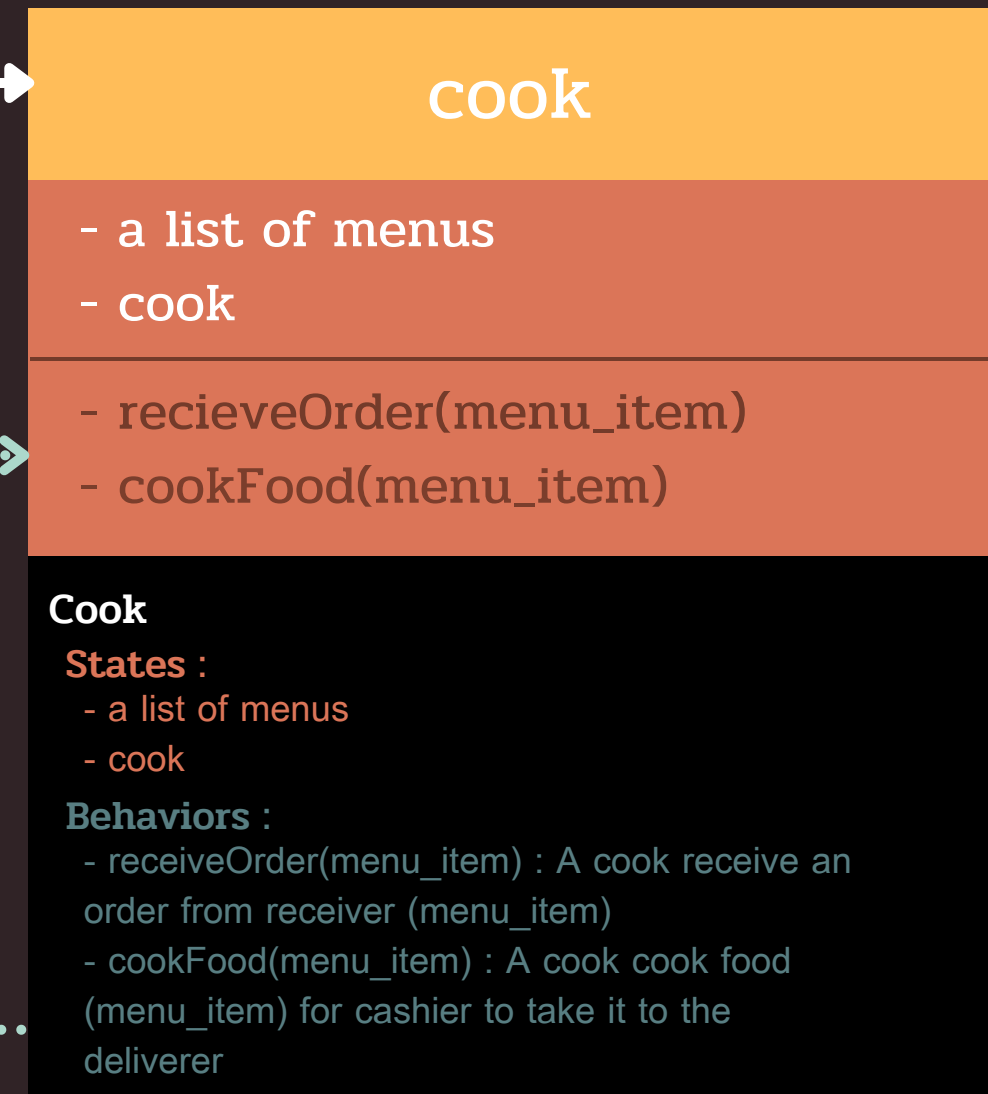 cook
- a list of menus
- cook
- recieveOrder(menu_item)
- cookFood(menu_item)
Cook
States :
- a list of menus
- cook
Behaviors :
- receiveOrder(menu_item) : A cook receive an
order from receiver (menu_item)
- cookFood(menu_item) : A cook cook food
(menu_item) for cashier to take it to the
deliverer